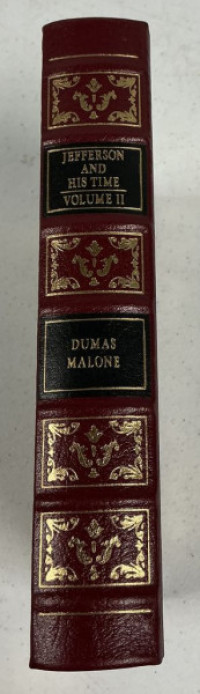 JEFFERSON
AND
HIS TIME
VOLUME II
DUMAS
MALONE